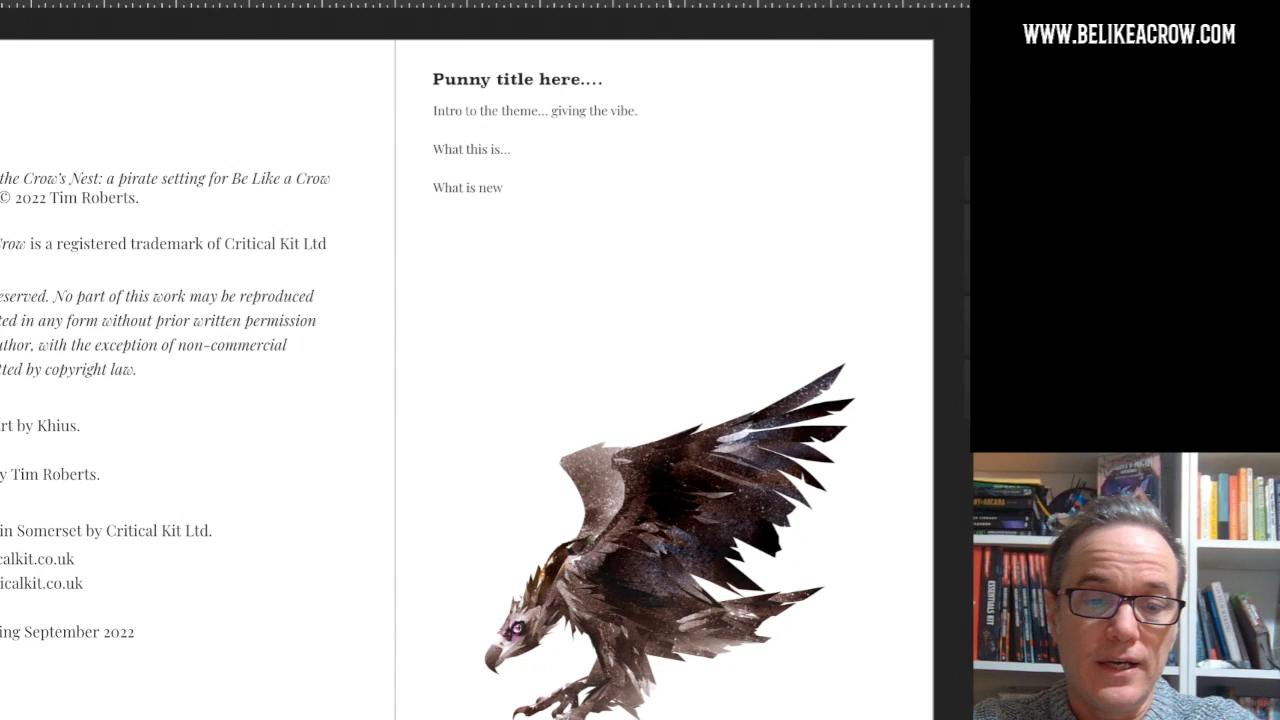 WWW.BELIKEACROW.COM
Punny title here....
Intro to the theme... giving the vibe.
What this is...
What is new
the Crow's Nest: a pirate setting for Be Like a Crow
© 2022 Tim Roberts.
Crow is a registered trademark of Critical Kit Ltd
eserved. No part of this work may be reproduced
ted in any form without prior written permission
uthor, with the exception of non-commercial
tted by copyright law.
rt by Khius.
y Tim Roberts.
in Somerset by Critical Kit Ltd.
calkit.co.uk
icalkit.co.uk
ing September 2022
ESSENTIALS KIT